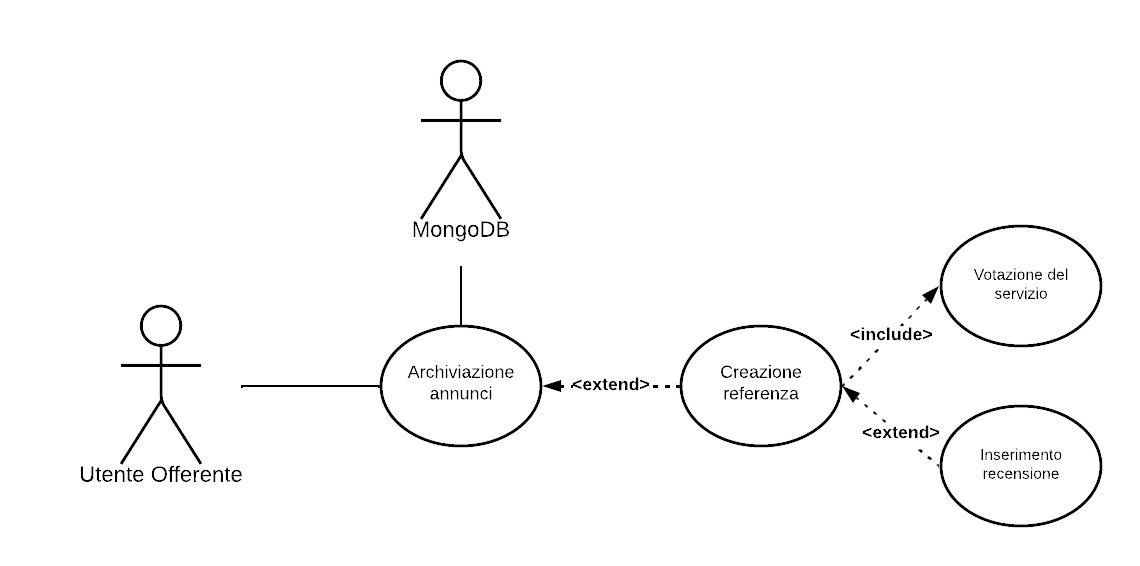 MongoDB
Utente Offerente
Archiviazione
annunci
<extend>
Creazione
referenza
<include>
<extend>
Votazione del
servizio
Inserimento
recensione